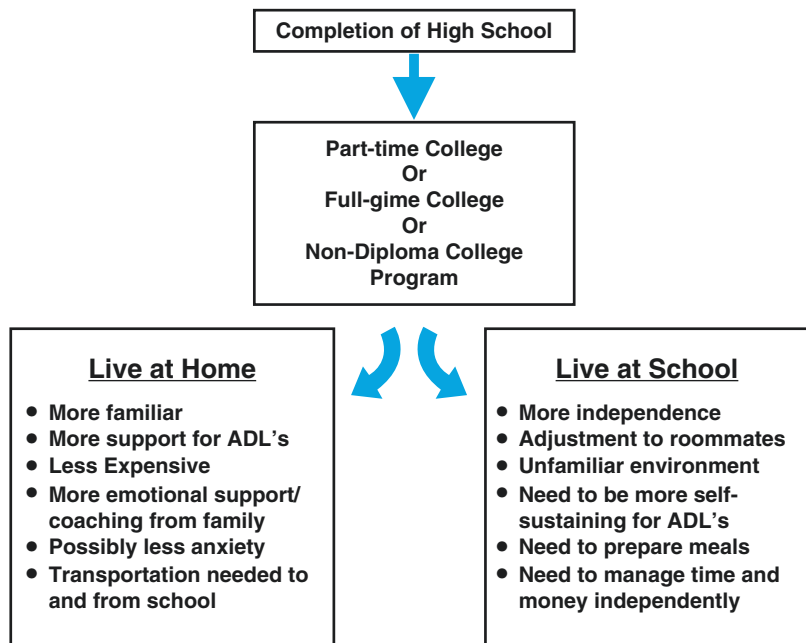 Completion of High School
Part-time College
Or
Full-gime College
Or
Non-Diploma College
Program
Live at Home
• More familiar
• More support for ADL's
• Less Expensive
• More emotional support/
coaching from family
• Possibly less anxiety
• Transportation needed to
and from school
Live at School
• More independence
• Adjustment to roommates
• Unfamiliar environment
• Need to be more self-
sustaining for ADL's
• Need to prepare meals
• Need to manage time and
money independently